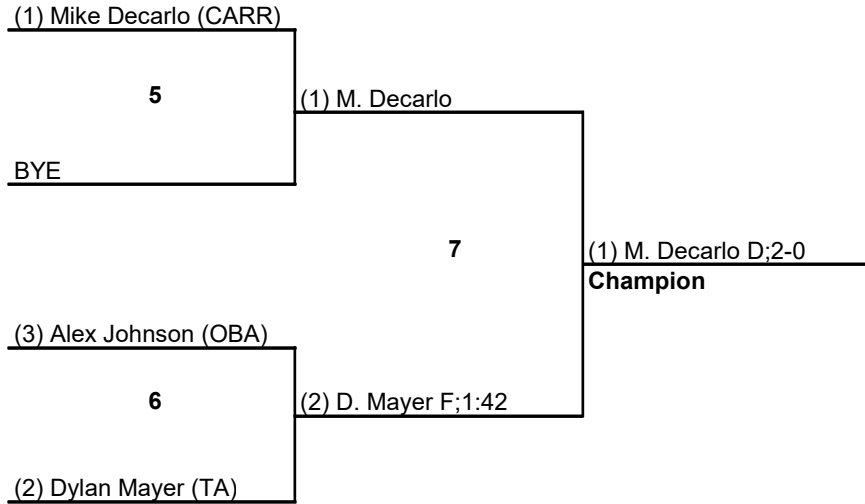 (1) Mike Decarlo (CARR)
5
(1) M. Decarlo
BYE
7
(1) M. Decarlo D;2-0
Champion
(3) Alex Johnson (OBA)
6
(2) D. Mayer F;1:42
(2) Dylan Mayer (TA)